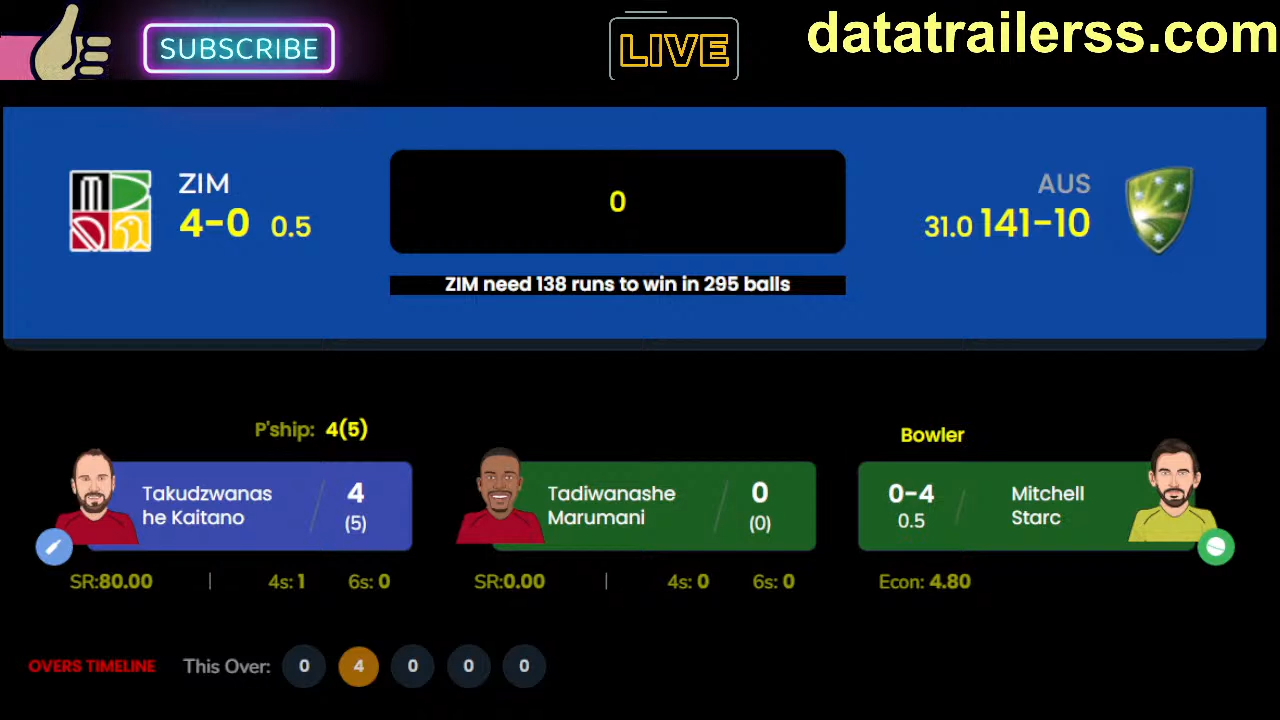 SUBSCRIBE
LIVE
datatrailerss.com
ZIM
4-0 0.5
0
AUS
31.0 141-10
ZIM need 138 runs to win in 295 balls
P'ship: 4(5)
Takudzwanas
he Kaitano
4
(5)
SR:80.00 | 4s: 1 6s: 0
Tadiwanashe
Marumani
0
(0)
SR:0.00 | 4s: 0 6s: 0
Bowler
0-4
0.5
Mitchell
Starc
Econ: 4.80
OVERS TIMELINE This Over: 0 4 0 0 0